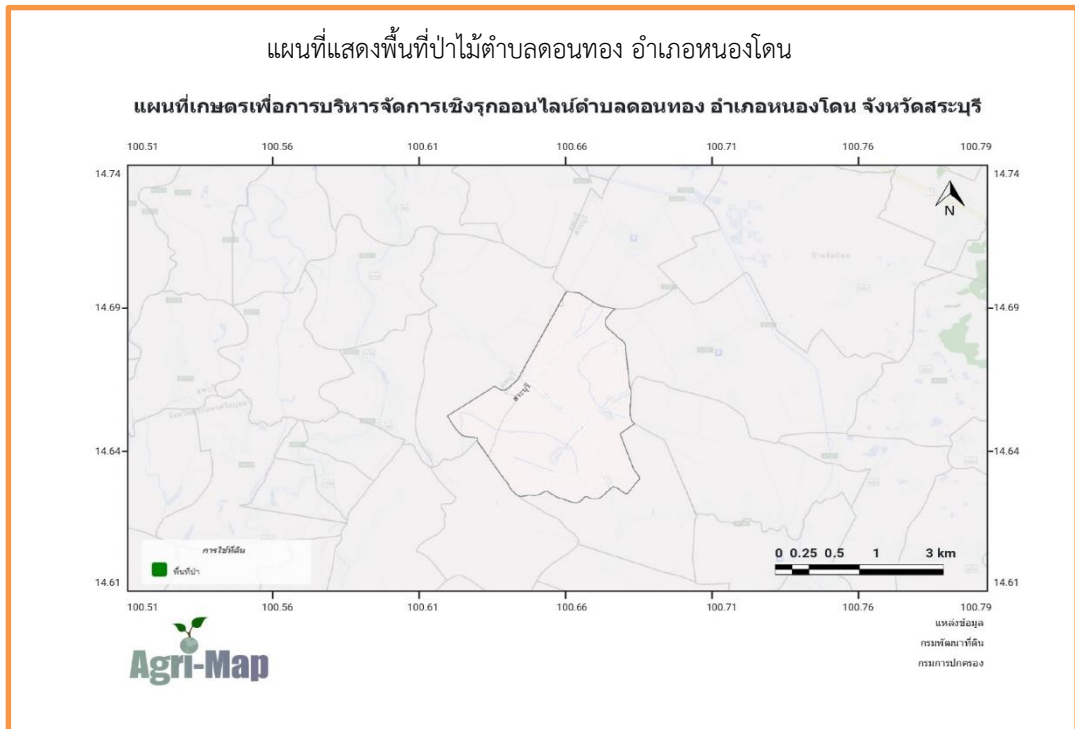 แผนที่แสดงพื้นที่ป่าไม้ตำบลดอนทอง อำเภอหนองโดน
แผนที่เกษตรเพื่อการบริหารจัดการเชิงรุกออนไลน์ตำบลดอนทอง อำเภอหนองโดน จังหวัดสระบุรี
100.51 100.56 100.61 100.66 100.71 100.76 100.79
14.74 14.74
N
14.69 14.69
สระบุรี
14.64 14.64
การใช้ที่ดิน
พื้นที่ป่า
0 0.25 0.5 1 3 km
14.61 14.61
100.51 100.56 100.61 100.66 100.71 100.76 100.79
แหล่งข้อมูล
กรมพัฒนาที่ดิน
กรมการปกครอง
Agri-Map